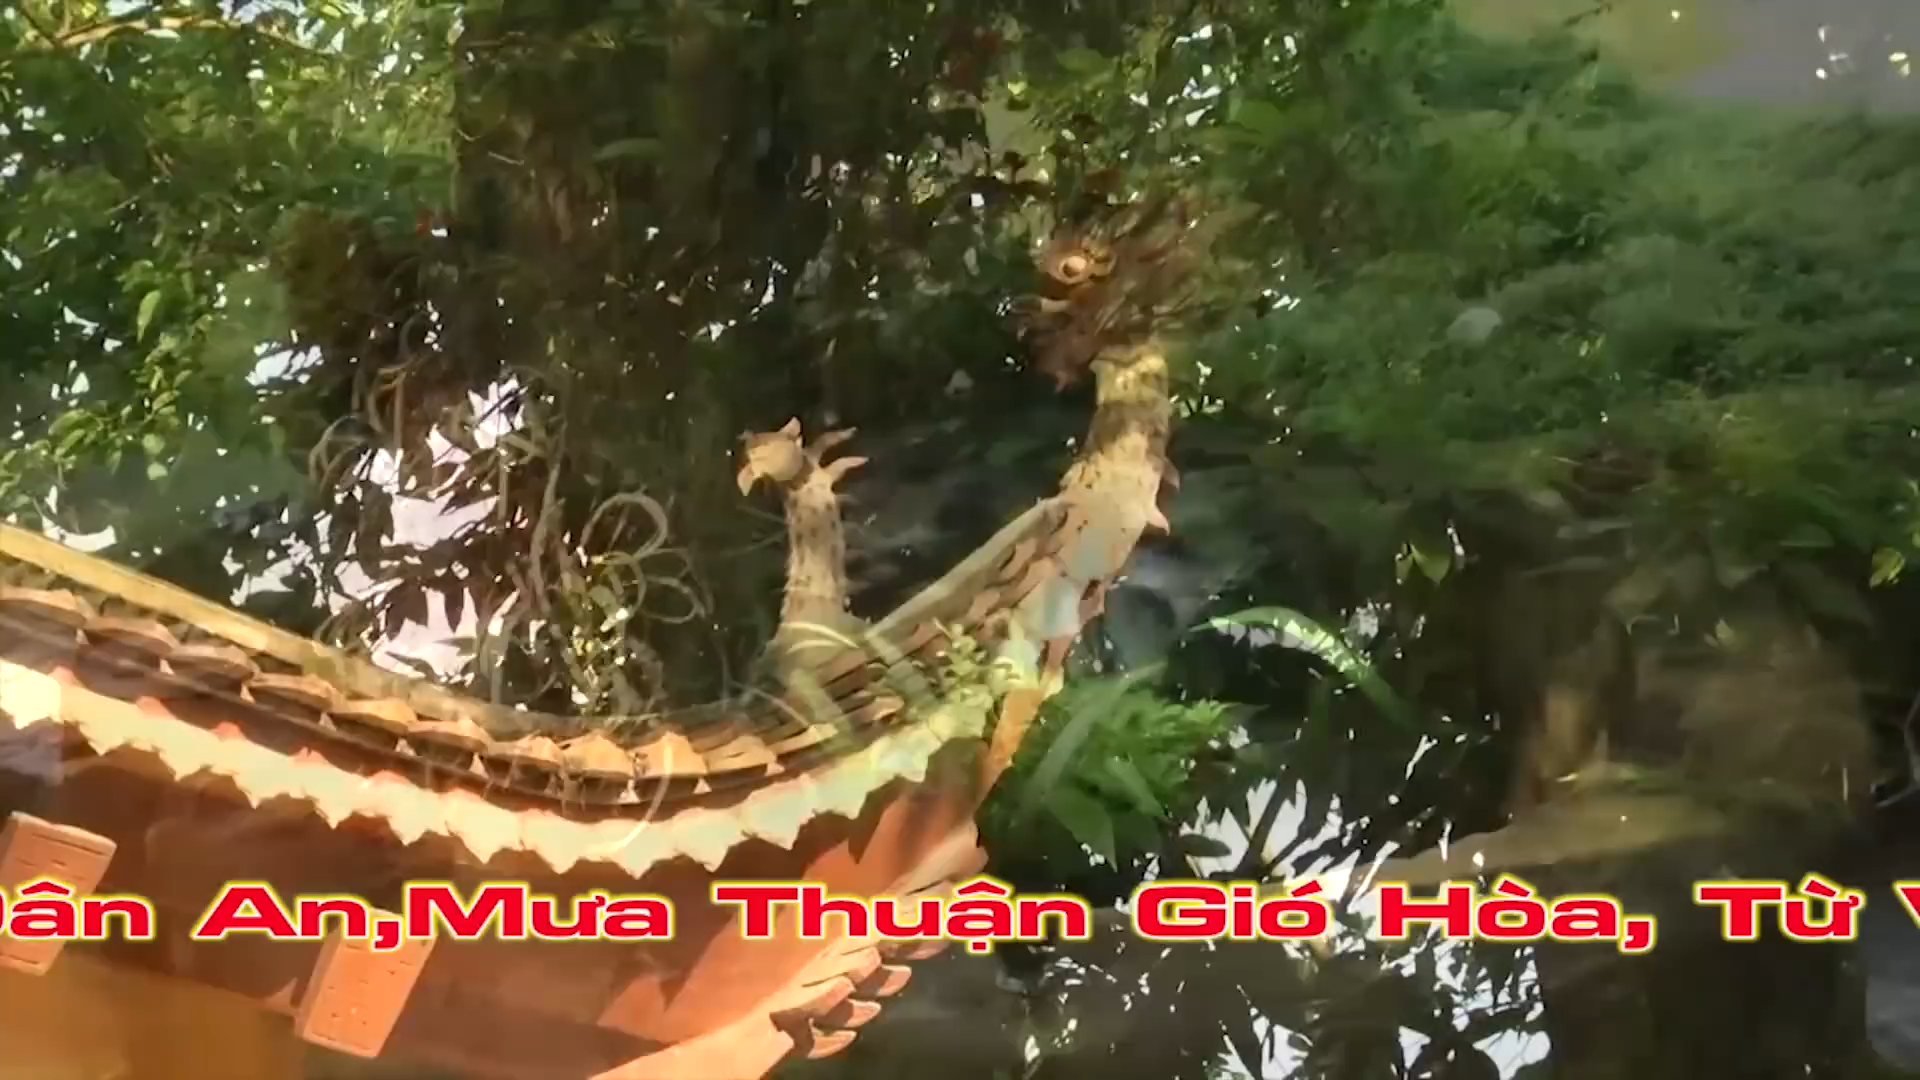 ân An,Mưa Thuận Gió Hòa, Từ